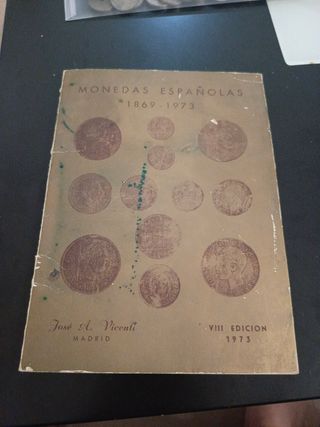 MONEDAS ESPAÑOLAS
1869-1973
José A. Vicenti
MADRID
VIII EDICION
1973